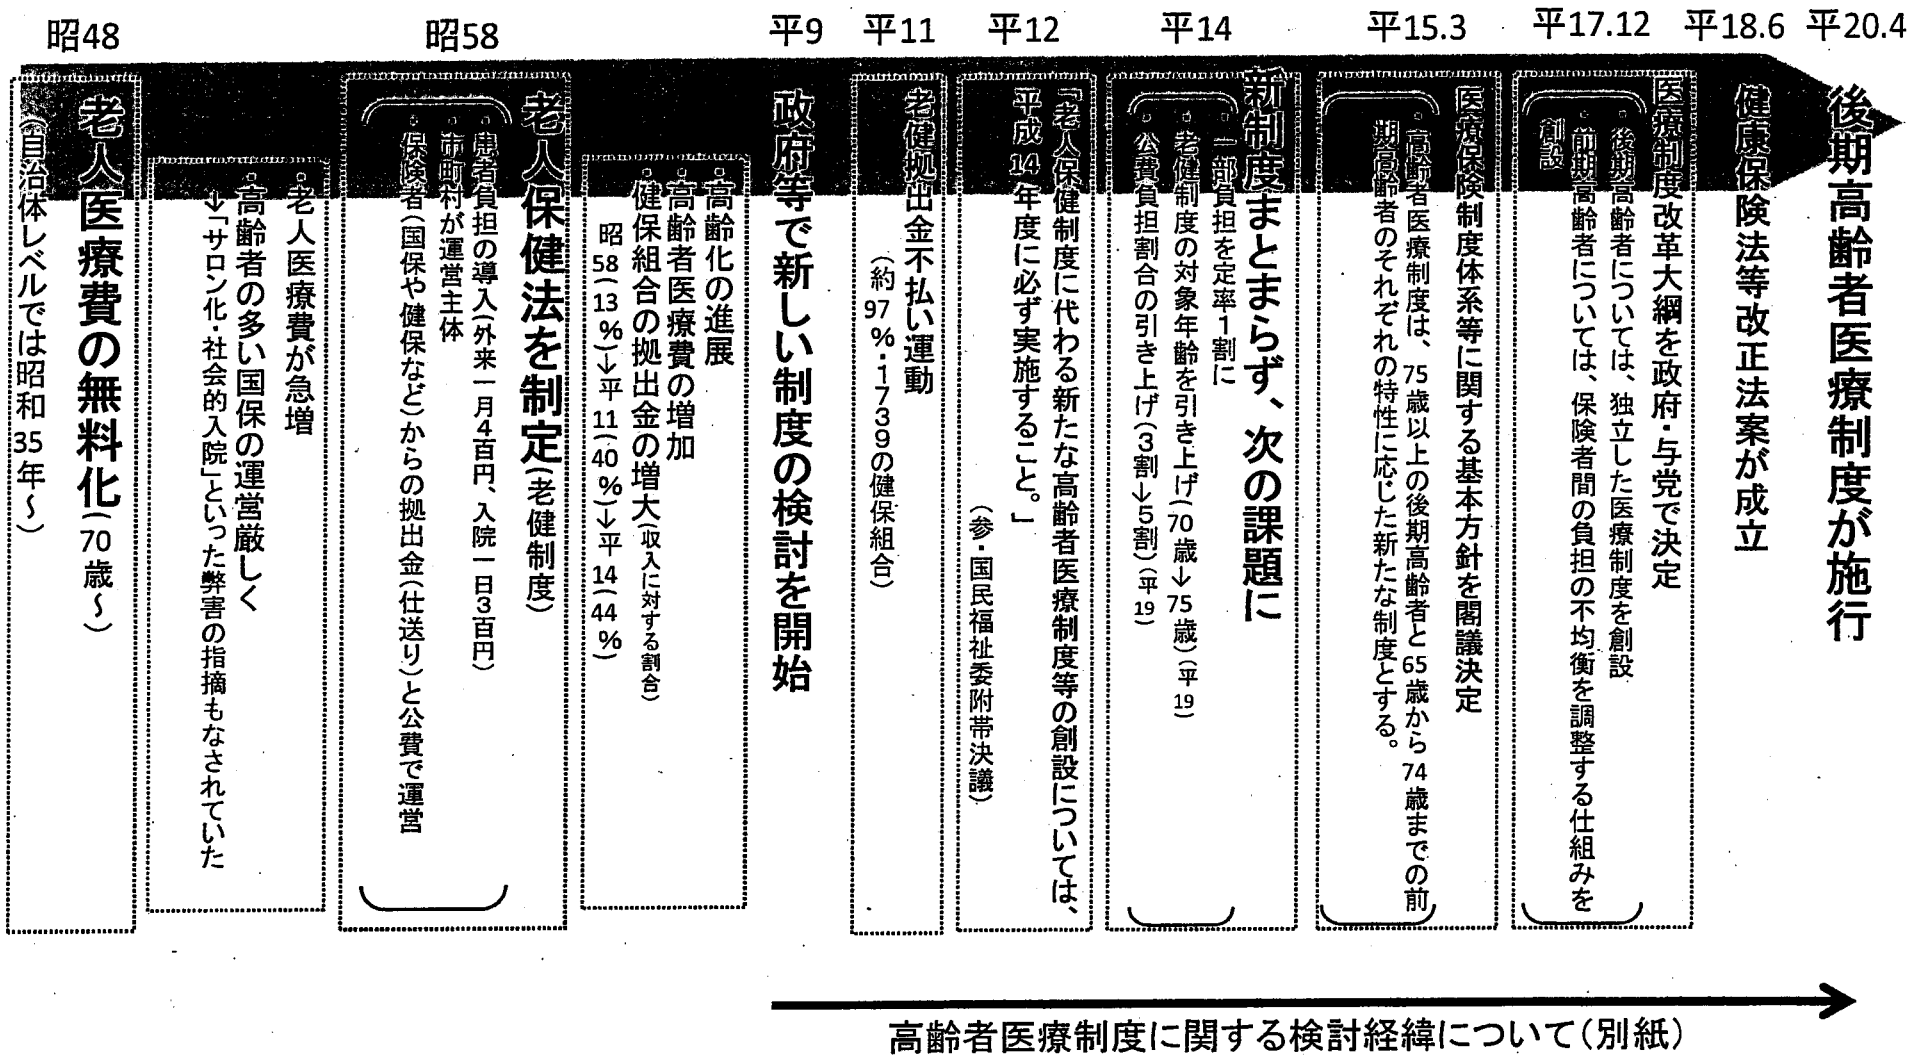 昭48
老人医療費の無料化(70歳～)
(自治体レベルでは昭和35年～)
・老人医療費が急増
・高齢者の多い国保の運営厳しく
→「サロン化・社会的入院」といった弊害の指摘もなされていた
昭58
老人保健法を制定(老健制度)
・患者負担の導入(外来一月4百円、入院一日3百円)
・市町村が運営主体
・保険者(国保や健保など)からの拠出金(仕送り)と公費で運営
・高齢化の進展
・高齢者医療費の増加
・健保組合の拠出金の増大(収入に対する割合)
昭58(13%)→平11(40%)→平14(44%)
平9
政府等で新しい制度の検討を開始
平11
老健拠出金不払い運動
(約97%・1739の健保組合)
平12
「老人保健制度に代わる新たな高齢者医療制度等の創設については、
平成14年度に必ず実施すること。」
(参・国民福祉委附帯決議)
平14
新制度まとまらず、次の課題に
・一部負担を定率1割に
・老健制度の対象年齢を引き上げ(70歳→75歳)(平19)
・公費負担割合の引き上げ(3割→5割)(平19)
平15.3
医療保険制度体系等に関する基本方針を閣議決定
・高齢者医療制度は、75歳以上の後期高齢者と65歳から74歳までの前
期高齢者のそれぞれの特性に応じた新たな制度とする。
平17.12
医療制度改革大綱を政府・与党で決定
・後期高齢者については、独立した医療制度を創設
・前期高齢者については、保険者間の負担の不均衡を調整する仕組みを
創設
平18.6
健康保険法等改正法案が成立
平20.4
後期高齢者医療制度が施行
高齢者医療制度に関する検討経緯について(別紙)